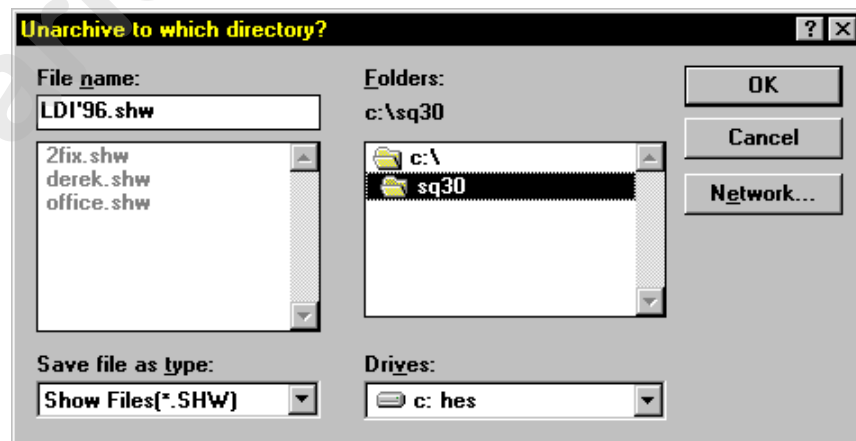 Unarchive to which directory?
File name:
LDI'96.shw
2fix.shw
derek.shw
office.shw
Save file as type:
Show Files(*.SHW)
Folders:
c:\sq30
c:\
sq30
Drives:
c: hes
OK
Cancel
Network...